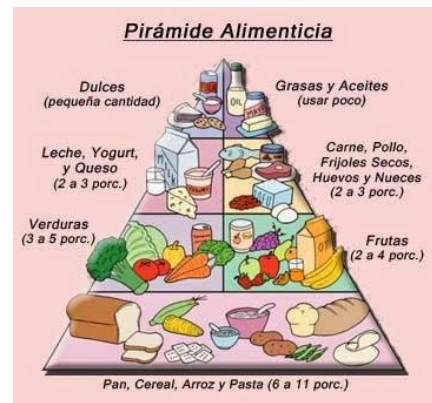 Pirámide Alimenticia
Dulces
(pequeña cantidad)
Grasas y Aceites
(usar poco)
OIL
MAYO
Leche, Yogurt,
y Queso
(2 a 3 porc.)
Carne, Pollo,
Frijoles Secos,
Huevos y Nueces
(2 a 3 porc.)
Verduras
(3 a 5 porc.)
Frutas
(2 a 4 porc.)
Pan, Cereal, Arroz y Pasta (6 a 11 porc.)